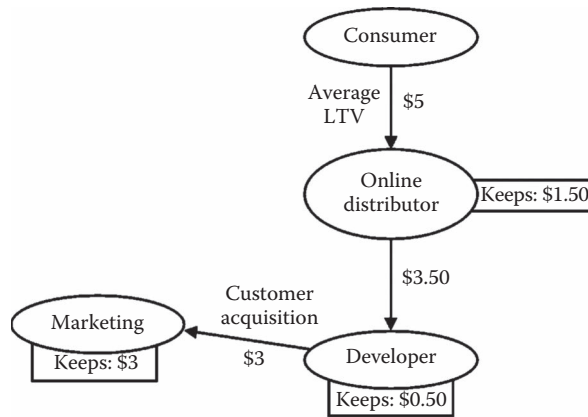 Consumer
Average
LTV
$5
Online
distributor
Keeps: $1.50
$3.50
Customer
acquisition
Marketing
$3
Developer
Keeps: $3
Keeps: $0.50